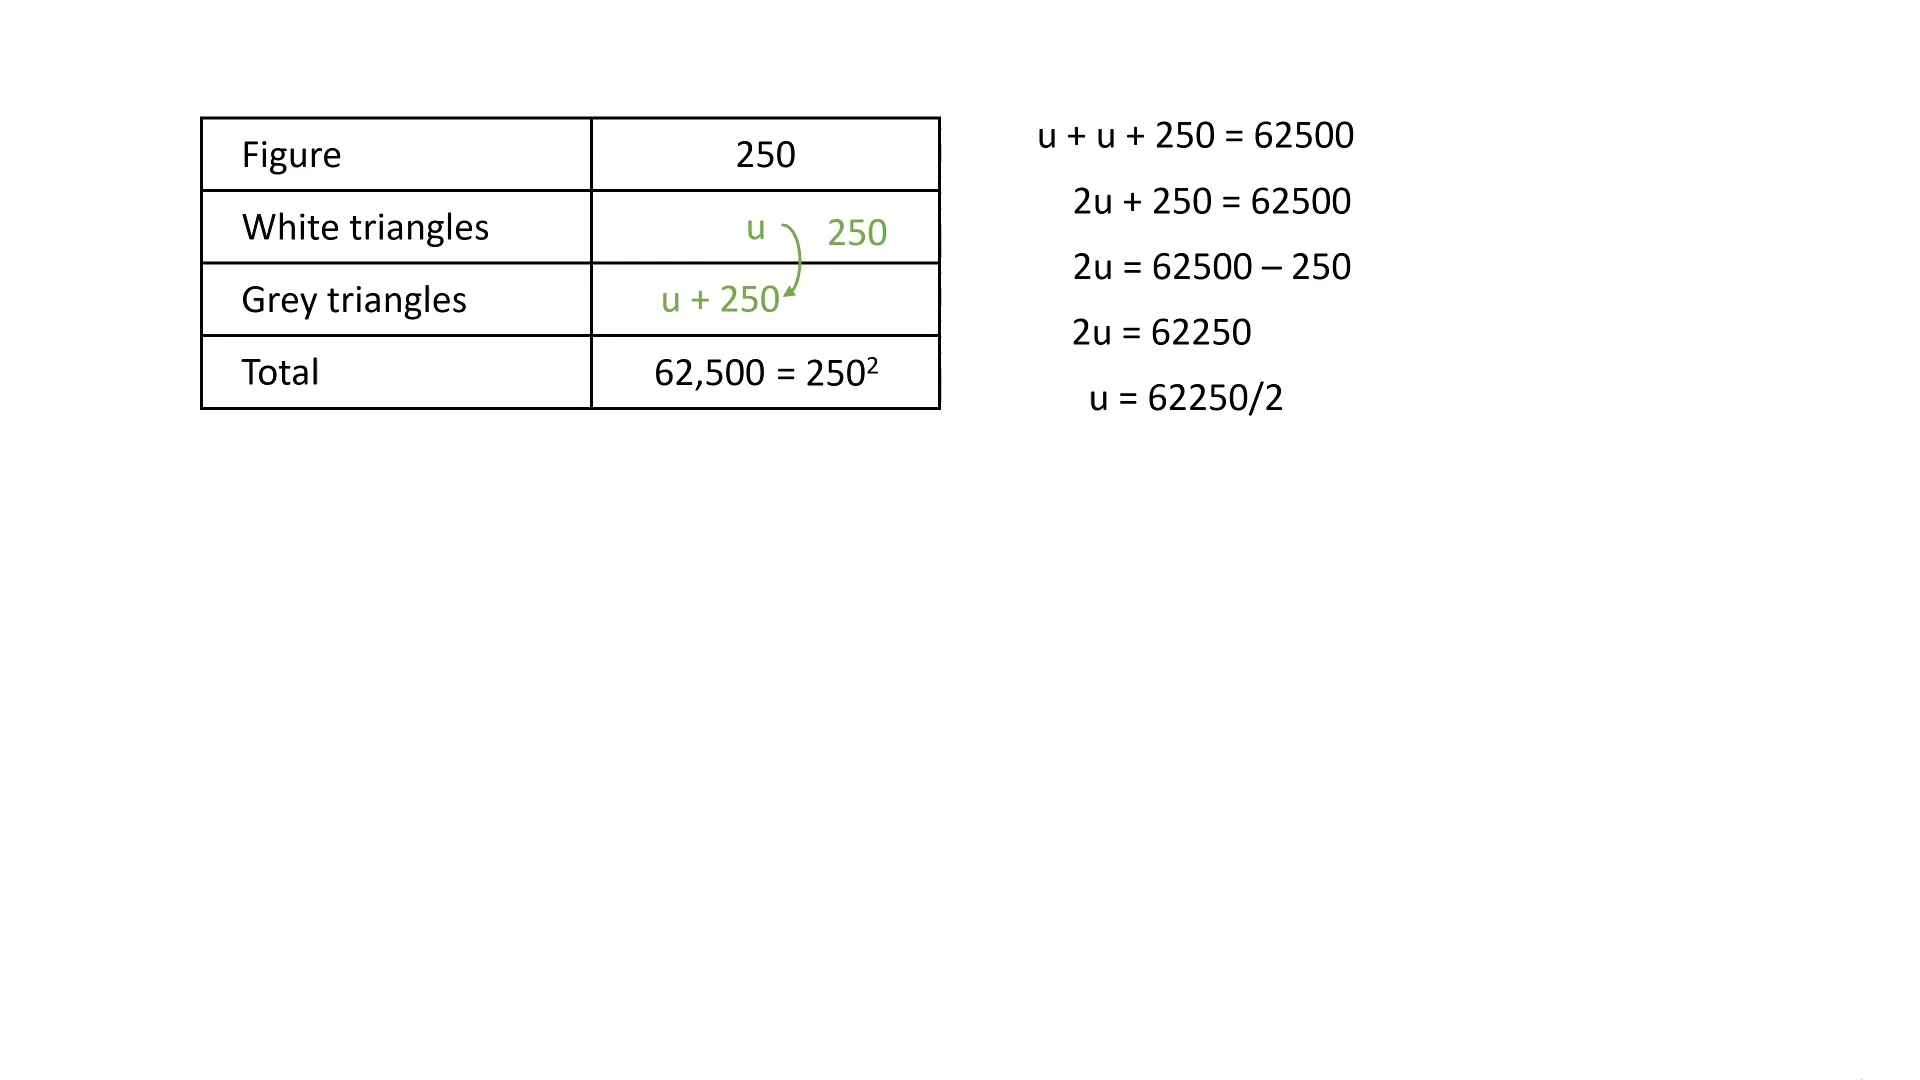 Figure 250
White triangles u 250
Grey triangles u + 250
Total 62,500 = 250²
u + u + 250 = 62500
2u + 250 = 62500
2u = 62500 – 250
2u = 62250
u = 62250/2